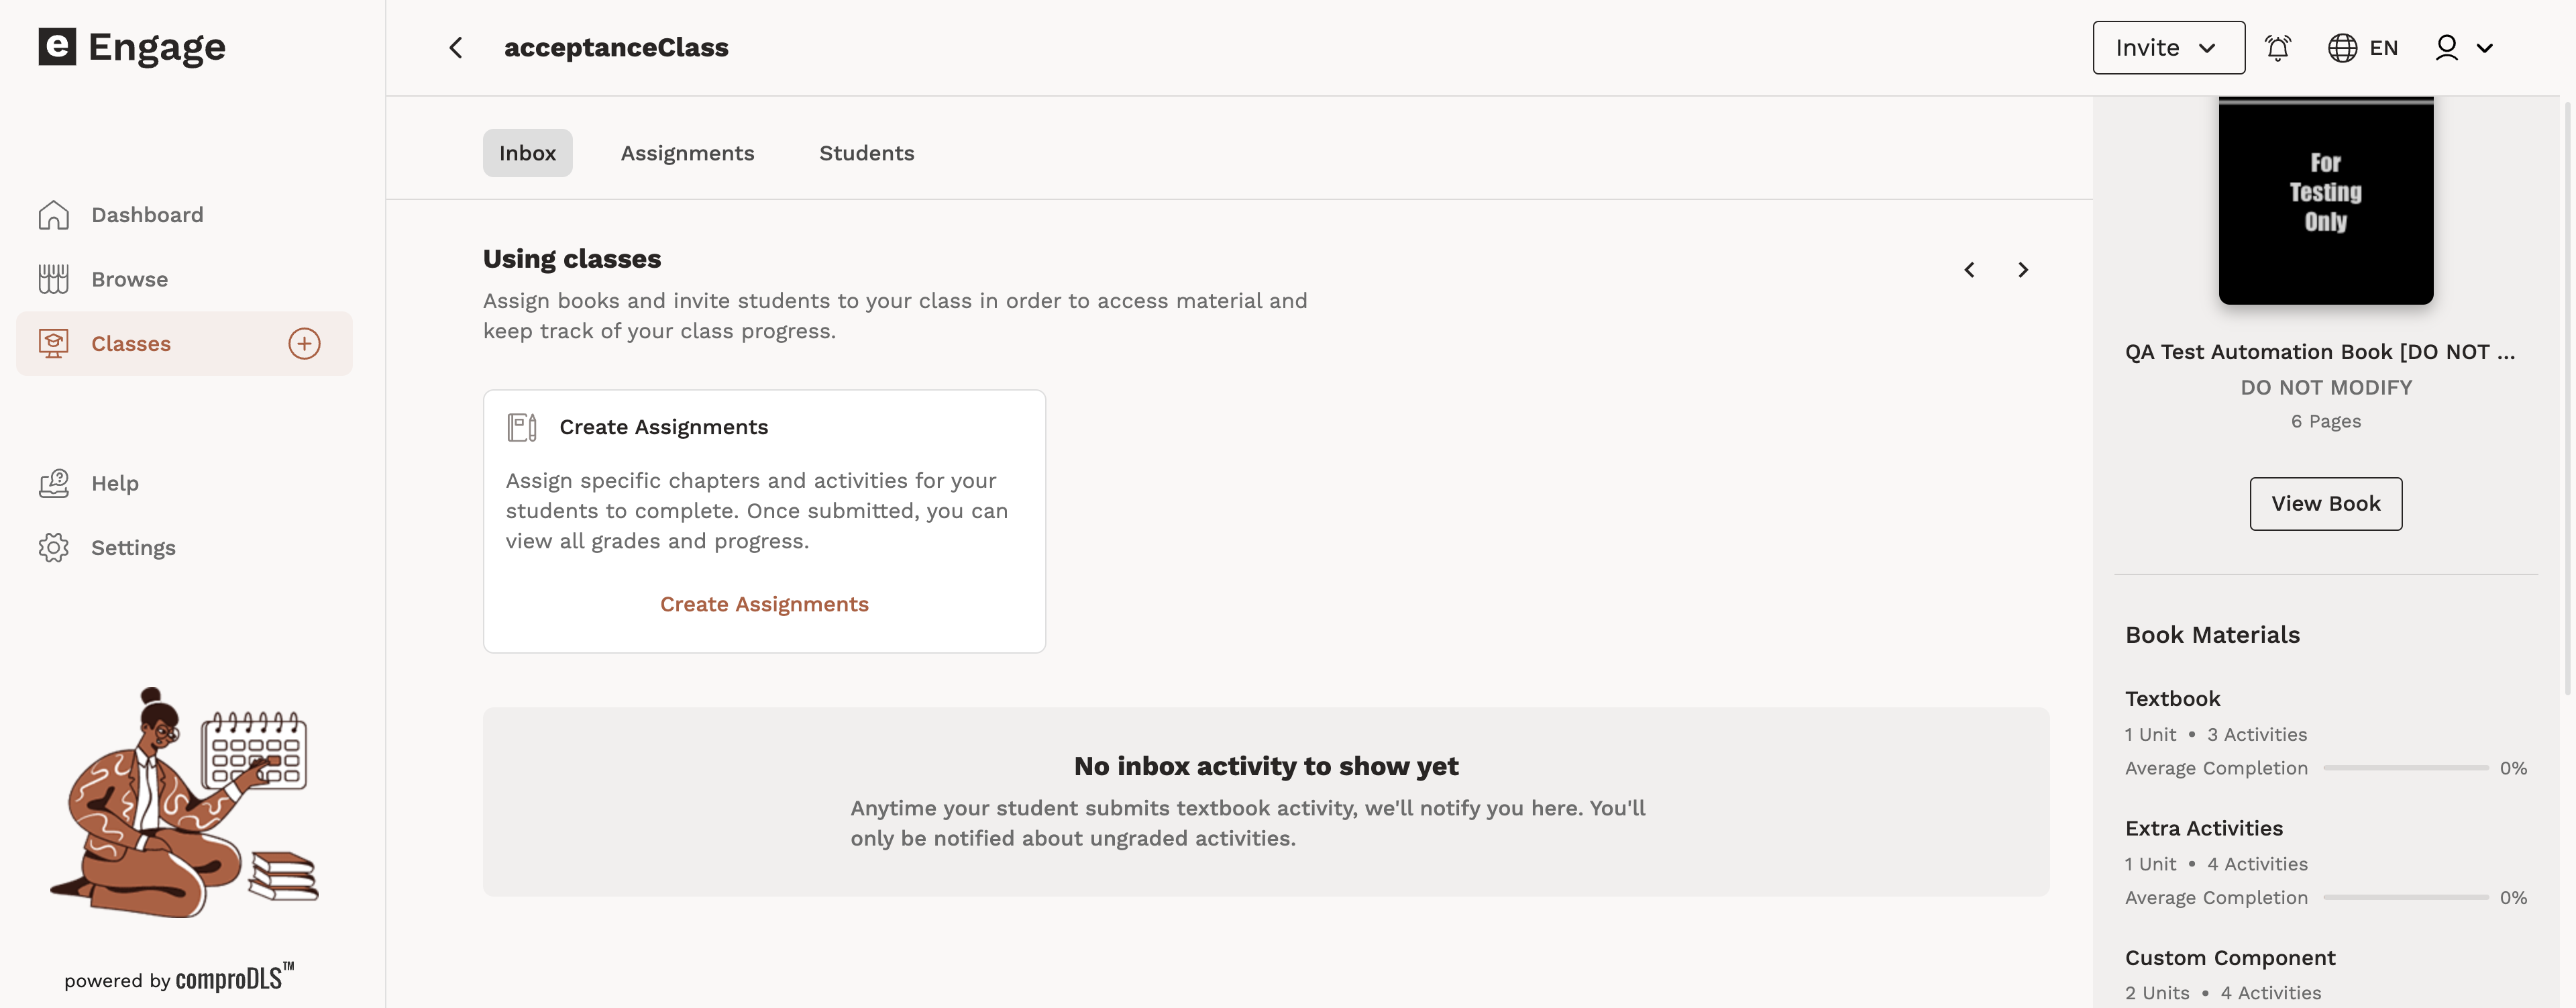 e Engage
Dashboard
Browse
Classes
Help
Settings
powered by comproDLS™
acceptanceClass
Invite
EN
Inbox
Assignments
Students
Using classes
Assign books and invite students to your class in order to access material and
keep track of your class progress.
Create Assignments
Assign specific chapters and activities for your
students to complete. Once submitted, you can
view all grades and progress.
Create Assignments
No inbox activity to show yet
Anytime your student submits textbook activity, we'll notify you here. You'll
only be notified about ungraded activities.
For
Testing
Only
QA Test Automation Book [DO NOT ...
DO NOT MODIFY
6 Pages
View Book
Book Materials
Textbook
1 Unit • 3 Activities
Average Completion 0%
Extra Activities
1 Unit • 4 Activities
Average Completion 0%
Custom Component
2 Units • 4 Activities